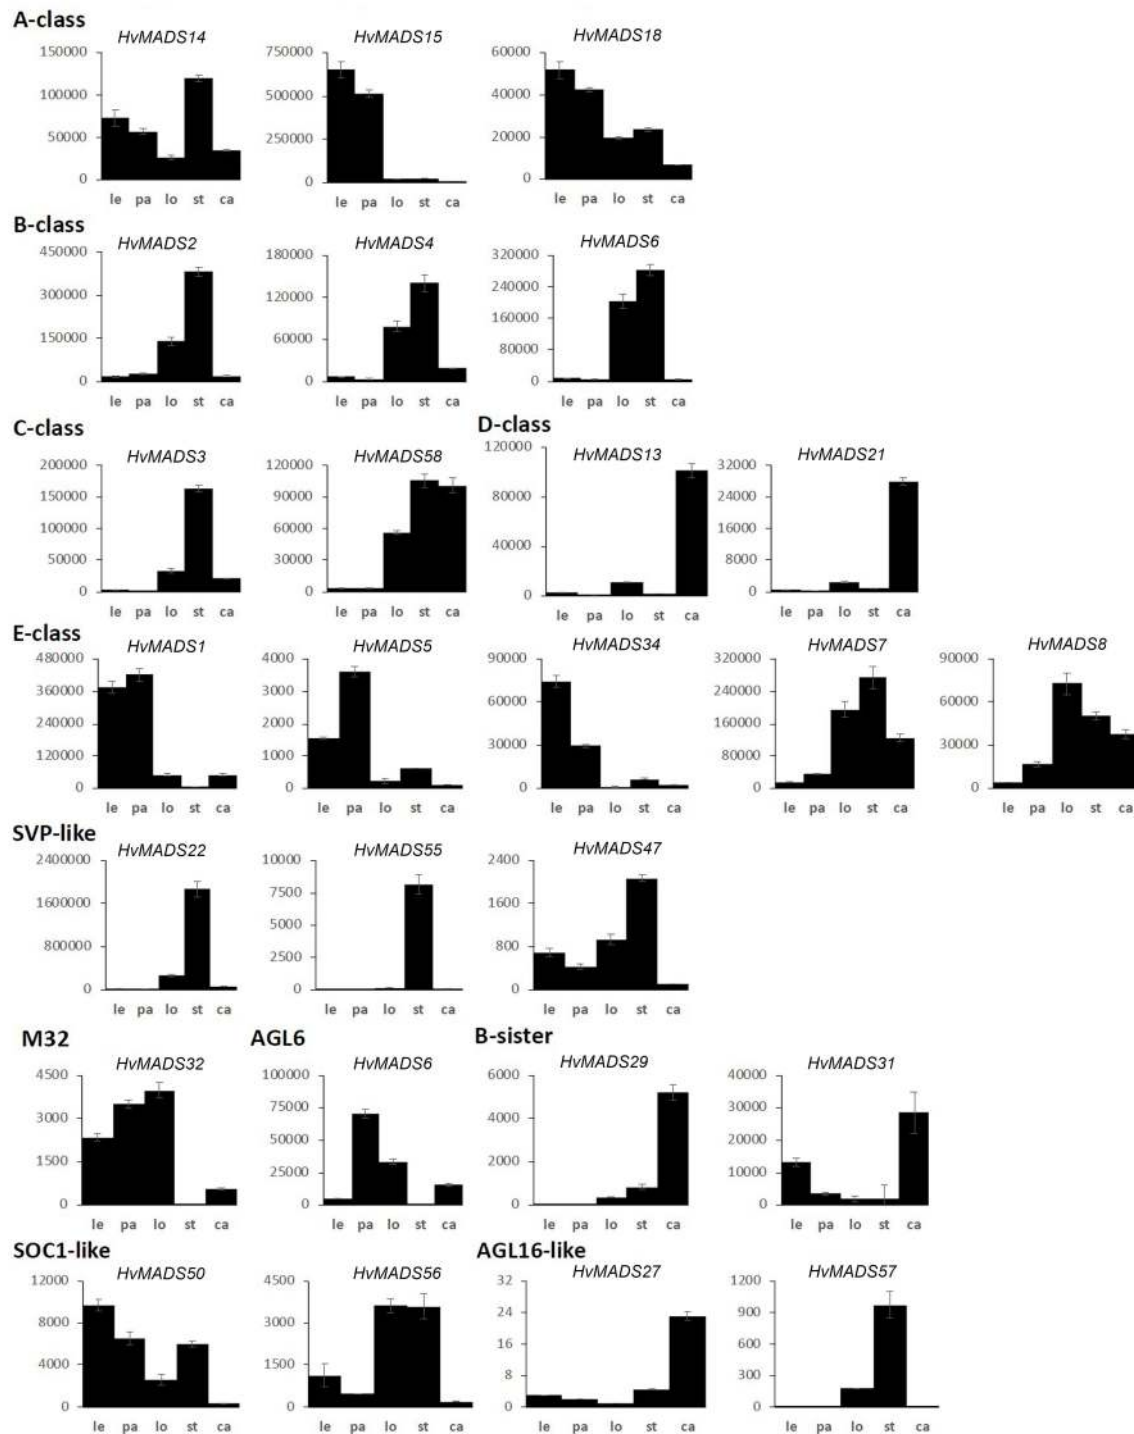 A-class
HvMADS14 HvMADS15 HvMADS18
150000 750000 60000
100000 500000 40000
50000 250000 20000
0 0 0
le pa lo st ca le pa lo st ca le pa lo st ca
B-class
HvMADS2 HvMADS4 HvMADS6
450000 180000 320000
300000 120000 240000
150000 60000 160000
0 0 80000
0
le pa lo st ca le pa lo st ca le pa lo st ca
C-class D-class
HvMADS3 HvMADS58 HvMADS13 HvMADS21
200000 120000 120000 32000
150000 90000 80000 24000
100000 60000 40000 16000
50000 30000 0 8000
0 0 0
le pa lo st ca le pa lo st ca le pa lo st ca le pa lo st ca
E-class
HvMADS1 HvMADS5 HvMADS34 HvMADS7 HvMADS8
480000 4000 90000 320000 90000
360000 3000 60000 240000 60000
240000 2000 30000 160000 30000
120000 1000 0 80000 0
0 0 0
le pa lo st ca le pa lo st ca le pa lo st ca le pa lo st ca le pa lo st ca
SVP-like
HvMADS22 HvMADS55 HvMADS47
2400000 10000 2400
1600000 7500 1600
800000 5000 800
0 2500 0
0
le pa lo st ca le pa lo st ca le pa lo st ca
M32 AGL6 B-sister
HvMADS32 HvMADS6 HvMADS29 HvMADS31
4500 100000 6000 40000
3000 75000 4000 30000
1500 50000 2000 20000
0 25000 0 10000
0 0
le pa lo st ca le pa lo st ca le pa lo st ca le pa lo st ca
SOC1-like AGL16-like
HvMADS50 HvMADS56 HvMADS27 HvMADS57
12000 4500 32 1200
8000 3000 24 900
4000 1500 16 600
0 0 8 300
0 0
le pa lo st ca le pa lo st ca le pa lo st ca le pa lo st ca